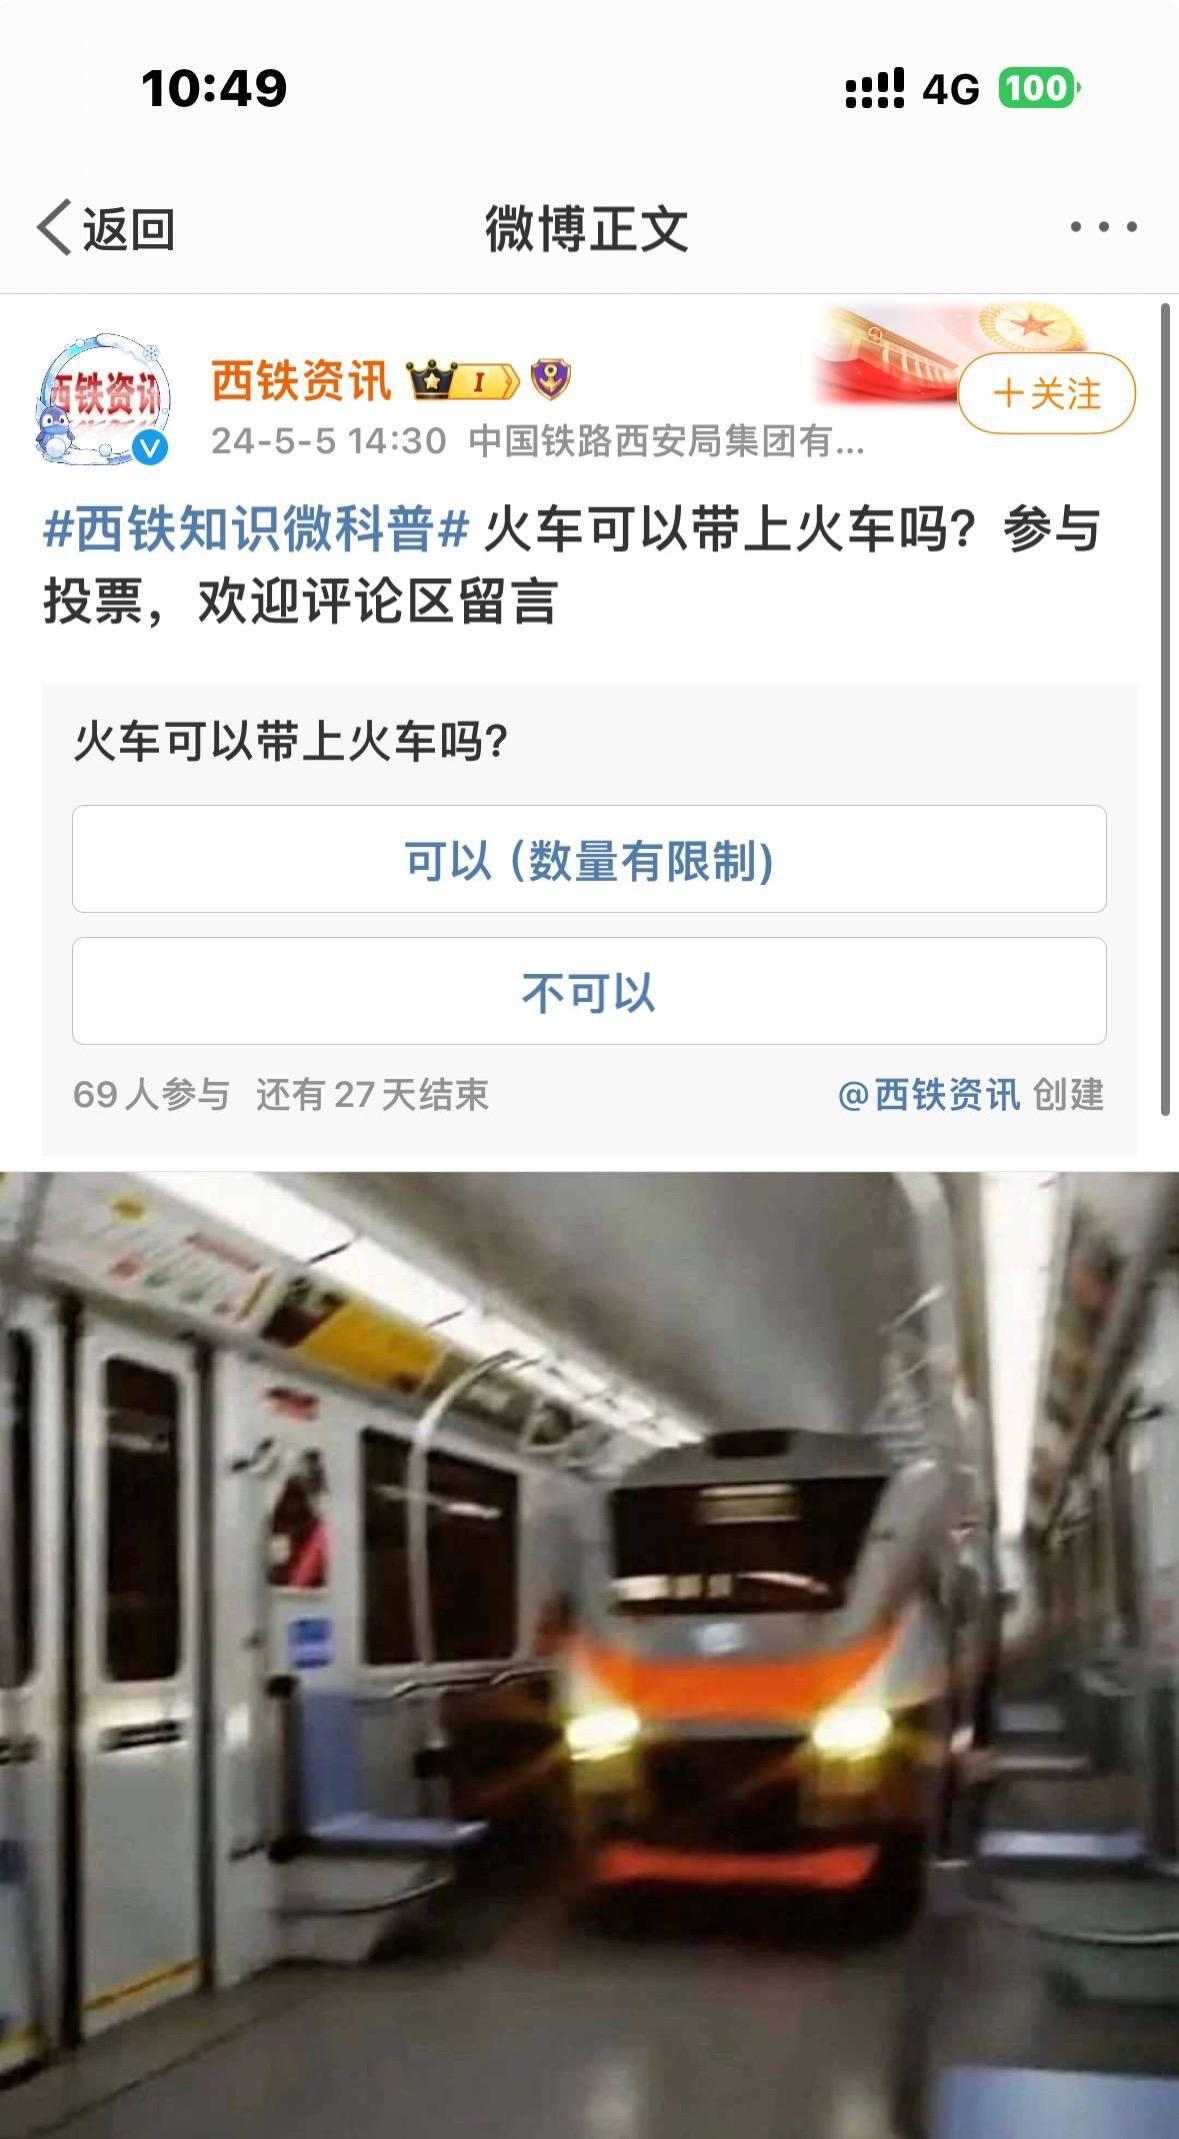 10:49
4G 100
返回
微博正文
西铁资讯
西铁资讯 I
+关注
24-5-5 14:30 中国铁路西安局集团有...
#西铁知识微科普# 火车可以带上火车吗？参与
投票，欢迎评论区留言
火车可以带上火车吗？
可以（数量有限制）
不可以
69人参与 还有27天结束
@西铁资讯 创建